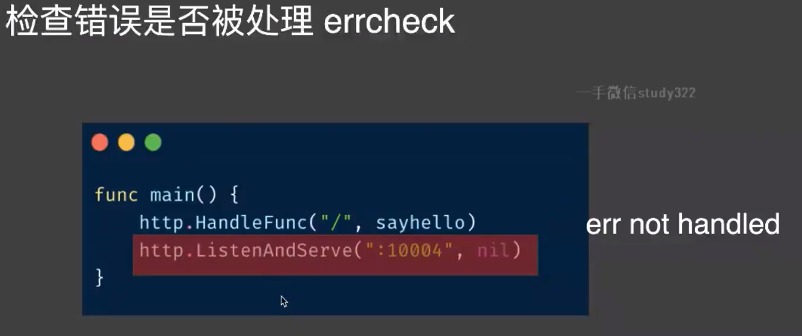 检查错误是否被处理 errcheck
一手微信study322
func main() {
http.HandleFunc("/", sayhello)
http.ListenAndServe(":10004", nil)
err not handled
}